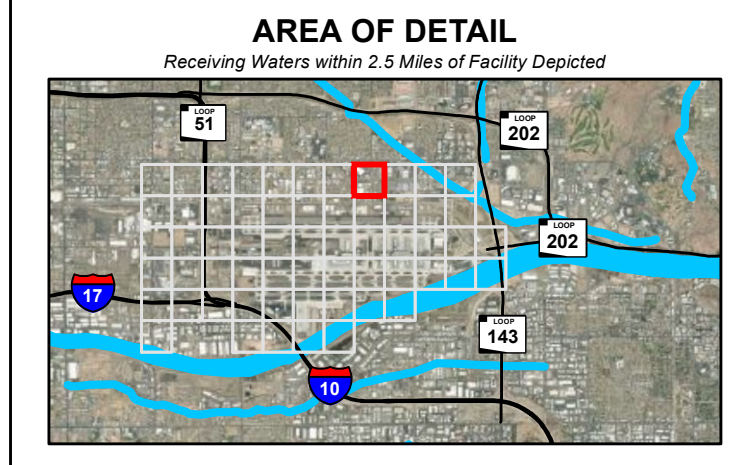 AREA OF DETAIL
Receiving Waters within 2.5 Miles of Facility Depicted
LOOP
51
LOOP
202
LOOP
202
17
LOOP
143
10